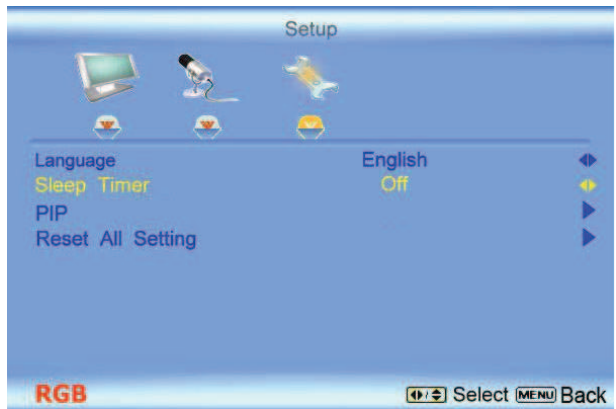 Setup
Language English
Sleep Timer Off
PIP
Reset All Setting
RGB Select MENU Back